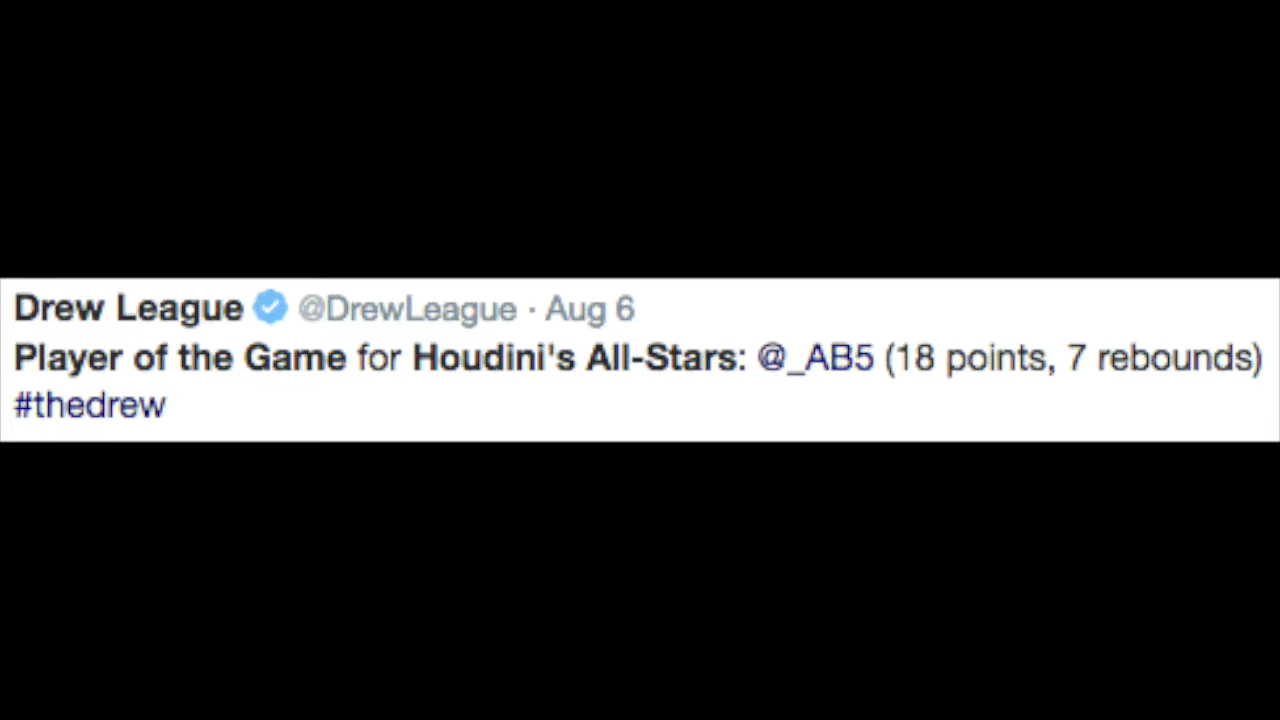 Drew League @DrewLeague · Aug 6
Player of the Game for Houdini's All-Stars: @_AB5 (18 points, 7 rebounds)
#thedrew